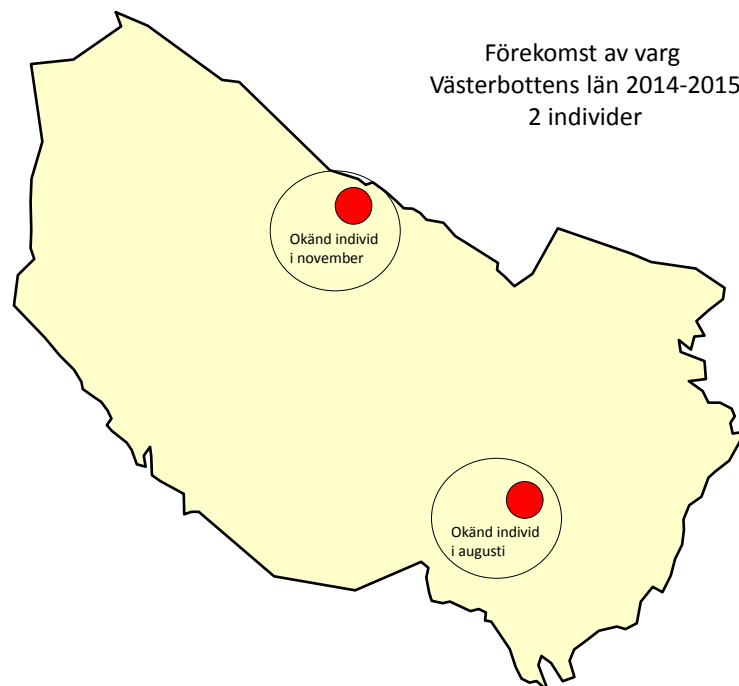 Förekomst av varg
Västerbottens län 2014-2015
2 individer
Okänd individ
i november
Okänd individ
i augusti